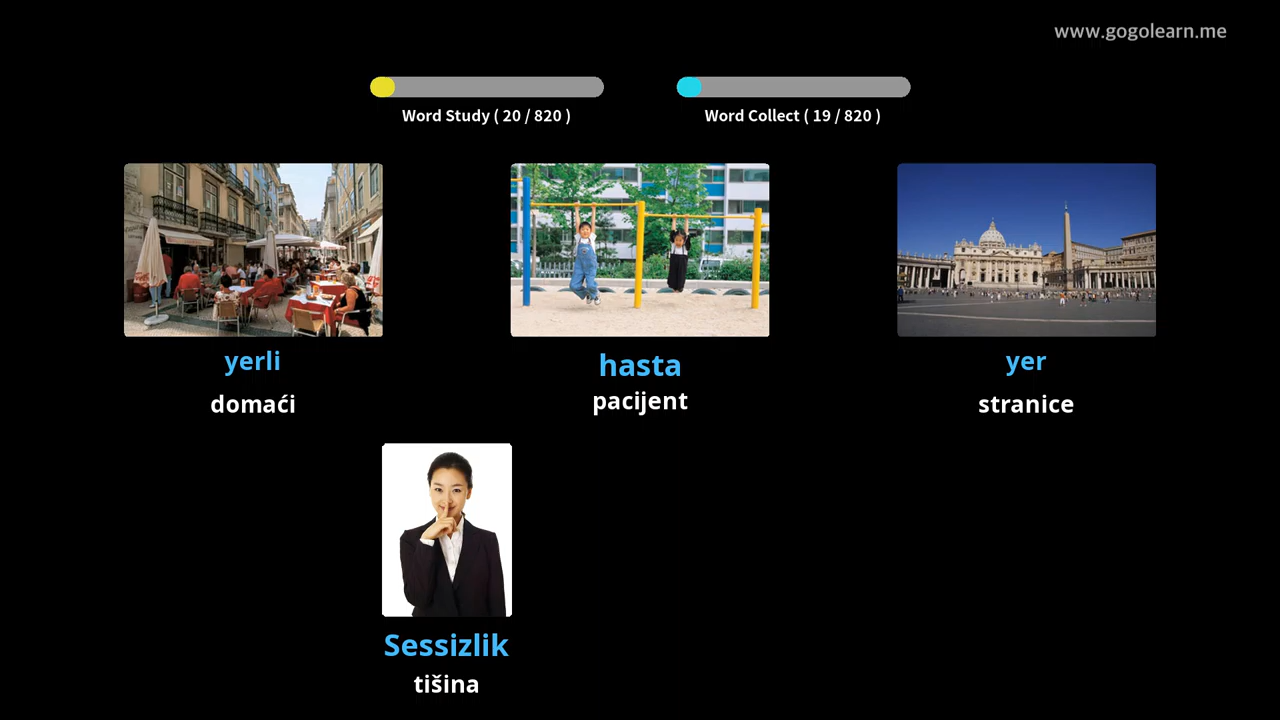 www.gogolearn.me
Word Study ( 20 / 820 )
Word Collect ( 19 / 820 )
yerli
hasta
yer
domaći
pacijent
stranice
Sessizlik
tišina